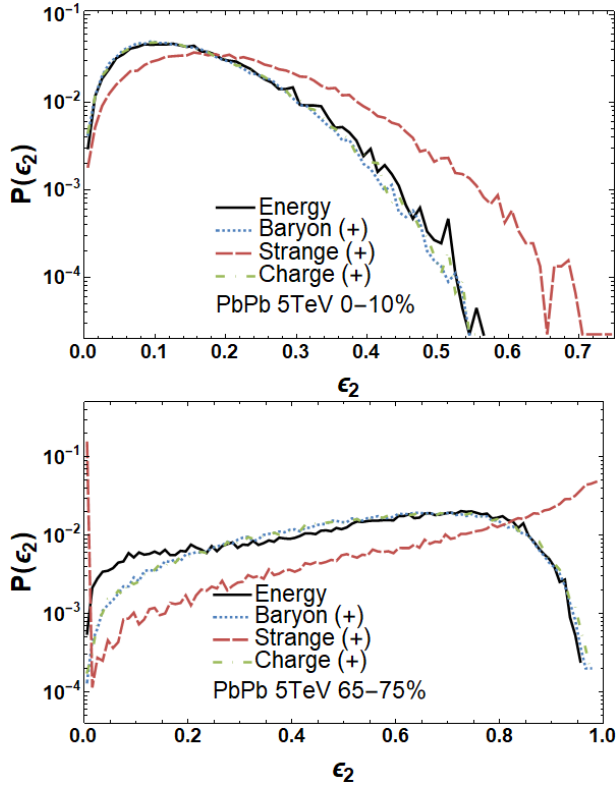 10⁻¹
10⁻²
10⁻³
10⁻⁴
P(ϵ₂)
Energy
Baryon (+)
Strange (+)
Charge (+)
PbPb 5TeV 0–10%
0.0 0.1 0.2 0.3 0.4 0.5 0.6 0.7
ϵ₂
10⁻¹
10⁻²
10⁻³
10⁻⁴
P(ϵ₂)
Energy
Baryon (+)
Strange (+)
Charge (+)
PbPb 5TeV 65–75%
0.0 0.2 0.4 0.6 0.8 1.0
ϵ₂